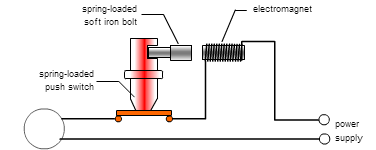 spring-loaded
soft iron bolt
electromagnet
spring-loaded
push switch
power
supply